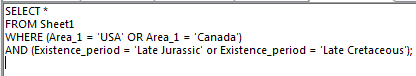 SELECT *
FROM Sheet1
WHERE (Area_1 = 'USA' OR Area_1 = 'Canada')
AND (Existence_period = 'Late Jurassic' or Existence_period = 'Late Cretaceous');